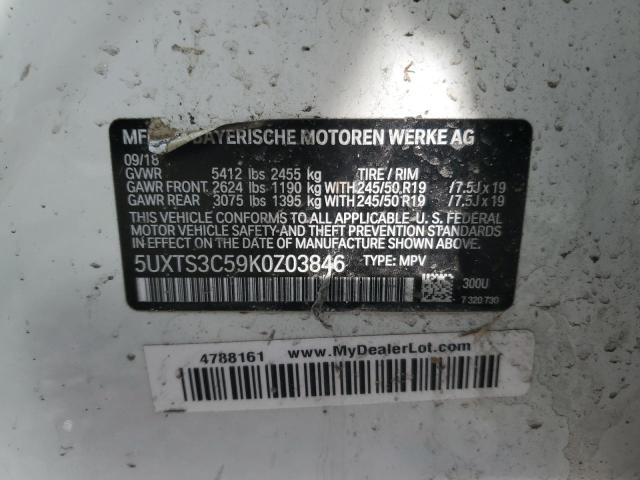 MFD BAYERISCHE MOTOREN WERKE AG
09/18
GVWR 5412 lbs 2455 kg TIRE / RIM
GAWR FRONT 2624 lbs 1190 kg WITH 245/50 R19 /7.5J x 19
GAWR REAR 3075 lbs 1395 kg WITH 245/50 R19 /7.5J x 19
THIS VEHICLE CONFORMS TO ALL APPLICABLE U. S. FEDERAL
MOTOR VEHICLE SAFETY, BUMPER, AND THEFT PREVENTION
STANDARDS IN EFFECT ON THE DATE OF MANUFACTURE SHOWN ABOVE.
5UXTS3C59K0Z03846 TYPE: MPV
300U
7 320 730
4788161 www.MyDealerLot.com